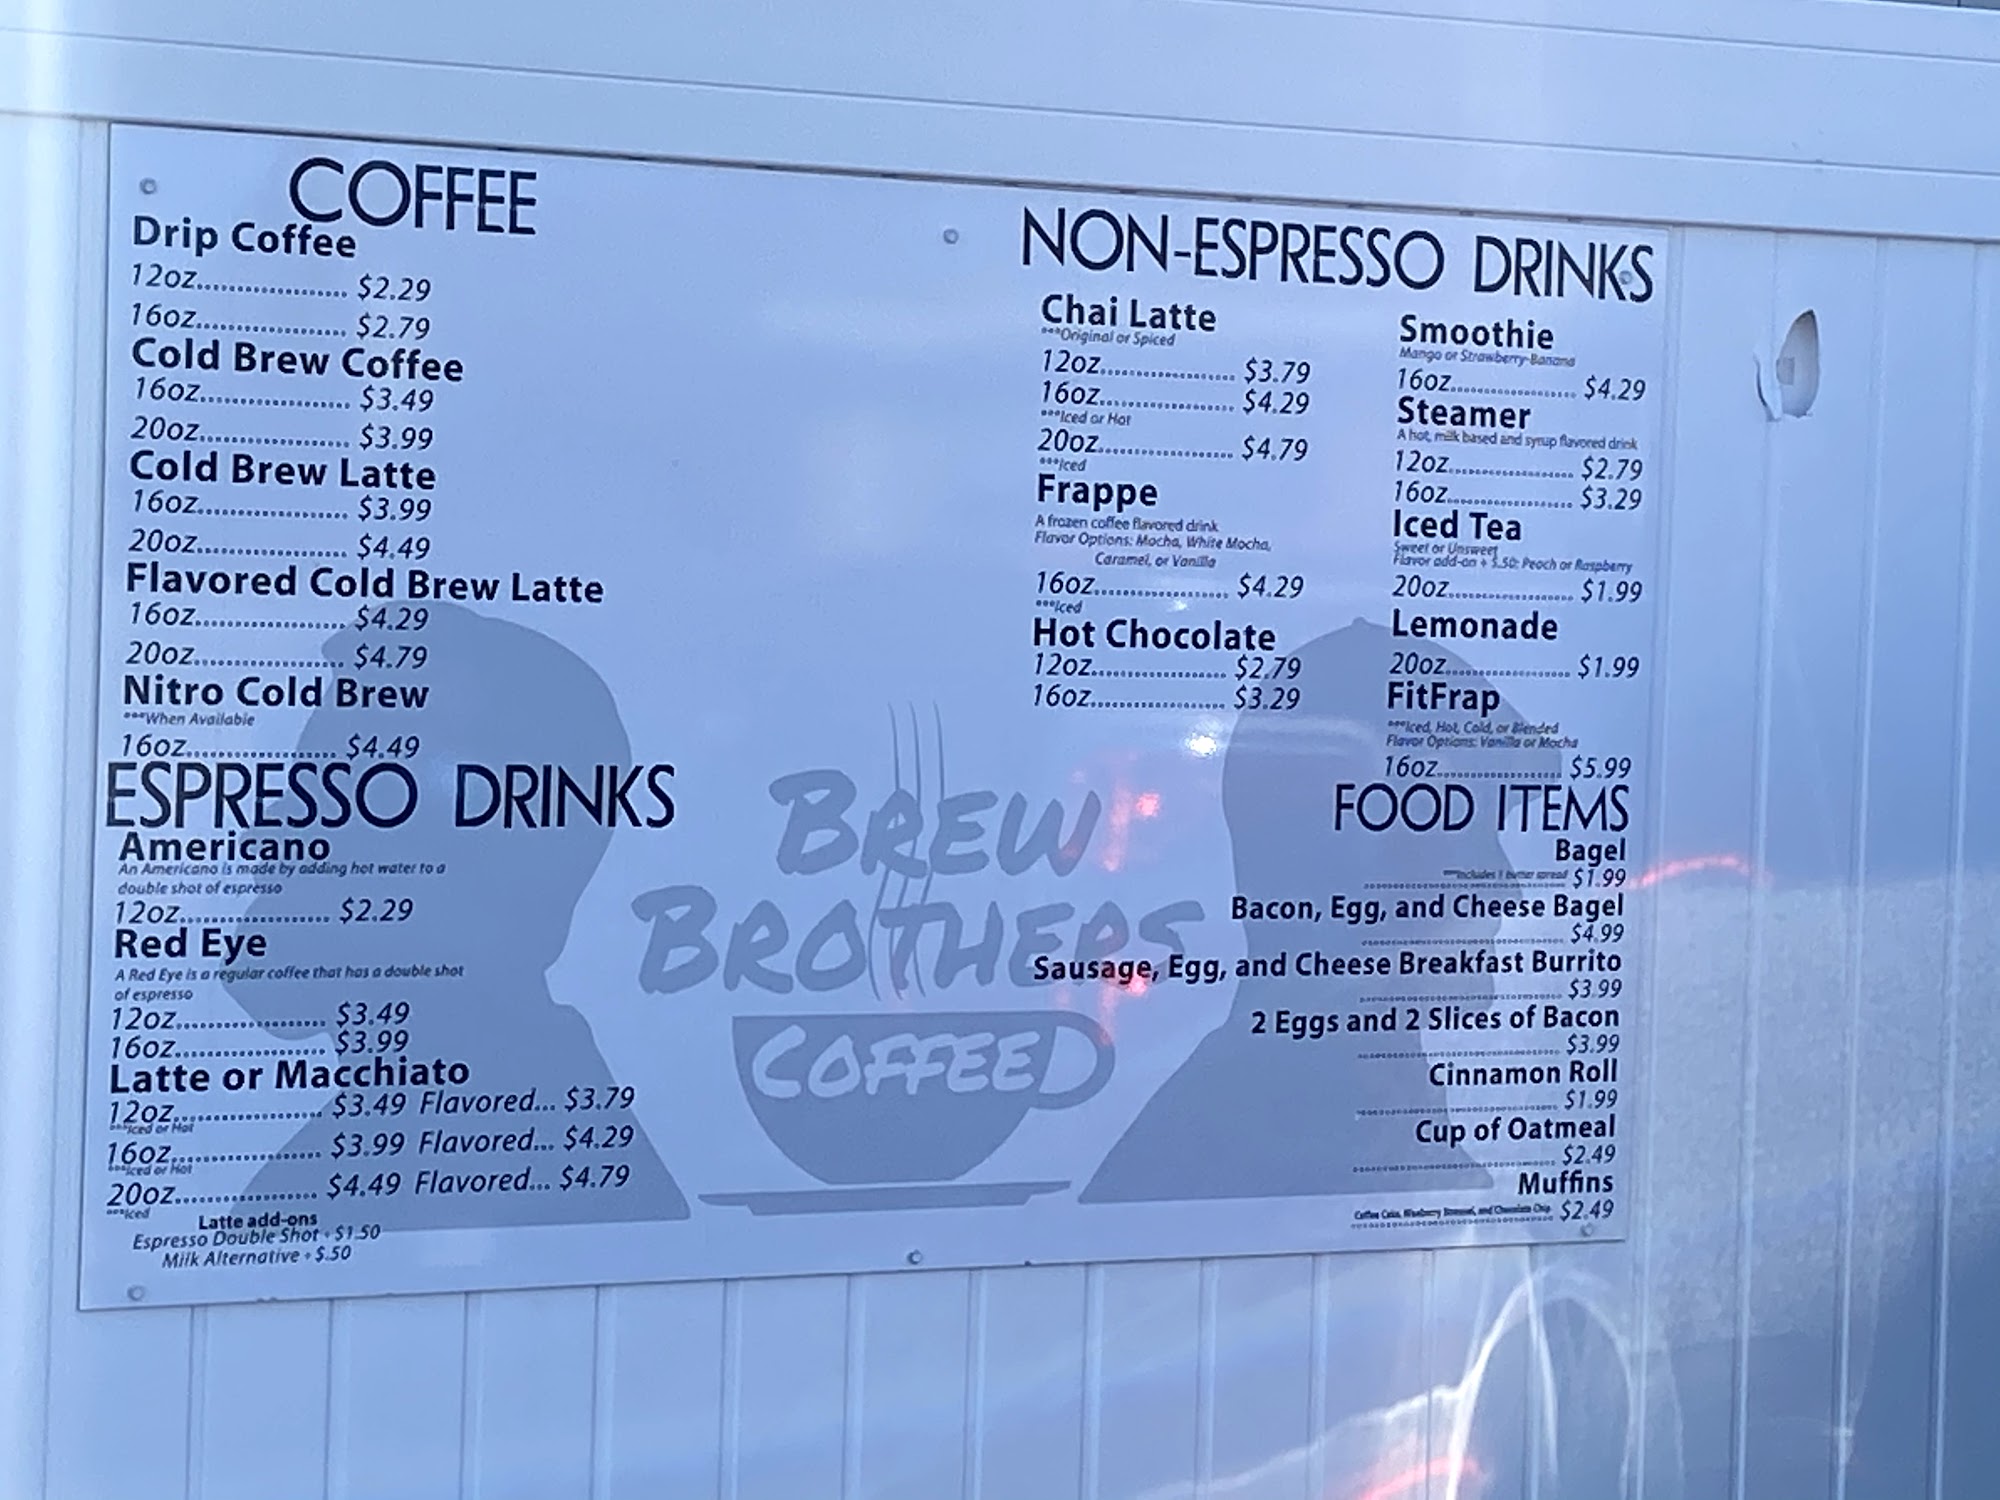 COFFEE
Drip Coffee
12oz.................... $2.29
16oz.................... $2.79
Cold Brew Coffee
16oz.................... $3.49
20oz.................... $3.99
Cold Brew Latte
16oz.................... $3.99
20oz.................... $4.49
Flavored Cold Brew Latte
16oz.................... $4.29
20oz.................... $4.79
Nitro Cold Brew
***When Available
16oz.................... $4.49
ESPRESSO DRINKS
Americano
An Americano is made by adding hot water to a
double shot of espresso
12oz.................... $2.29
Red Eye
A Red Eye is a regular coffee that has a double shot
of espresso
12oz.................... $3.49
16oz.................... $3.99
Latte or Macchiato
12oz.................... $3.49 Flavored... $3.79
***Iced or Hot
16oz.................... $3.99 Flavored... $4.29
***Iced or Hot
20oz................... $4.49 Flavored... $4.79
***Iced
Latte add-ons
Espresso Double Shot + $1.50
Milk Alternative + $.50
BREW
BROTHERS
COFFEE
NON-ESPRESSO DRINKS
Chai Latte
***Original or Spiced
12oz.................... $3.79
16oz.................... $4.29
***Iced or Hot
20oz.................... $4.79
***Iced
Frappe
A frozen coffee flavored drink
Flavor Options: Mocha, White Mocha,
Caramel, or Vanilla
16oz.................... $4.29
***Iced
Hot Chocolate
12oz.................... $2.79
16oz.................... $3.29
Smoothie
Mango or Strawberry-Banana
16oz.................... $4.29
Steamer
A hot, milk based and syrup flavored drink
12oz.................... $2.79
16oz.................... $3.29
Iced Tea
Sweet or Unsweet
Flavor add-on + $.50: Peach or Raspberry
20oz.................... $1.99
Lemonade
20oz.................... $1.99
FitFrap
***Iced, Hot, Cold, or Blended
Flavor Options: Vanilla or Mocha
16oz.................... $5.99
FOOD ITEMS
Bagel
***Includes 1 butter spread $1.99
Bacon, Egg, and Cheese Bagel
.................... $4.99
Sausage, Egg, and Cheese Breakfast Burrito
.................... $3.99
2 Eggs and 2 Slices of Bacon
.................... $3.99
Cinnamon Roll
.................... $1.99
Cup of Oatmeal
.................... $2.49
Muffins
Coffee Cake, Blueberry Streusel, and Chocolate Chip $2.49